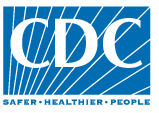 CDC
SAFER • HEALTHIER • PEOPLE